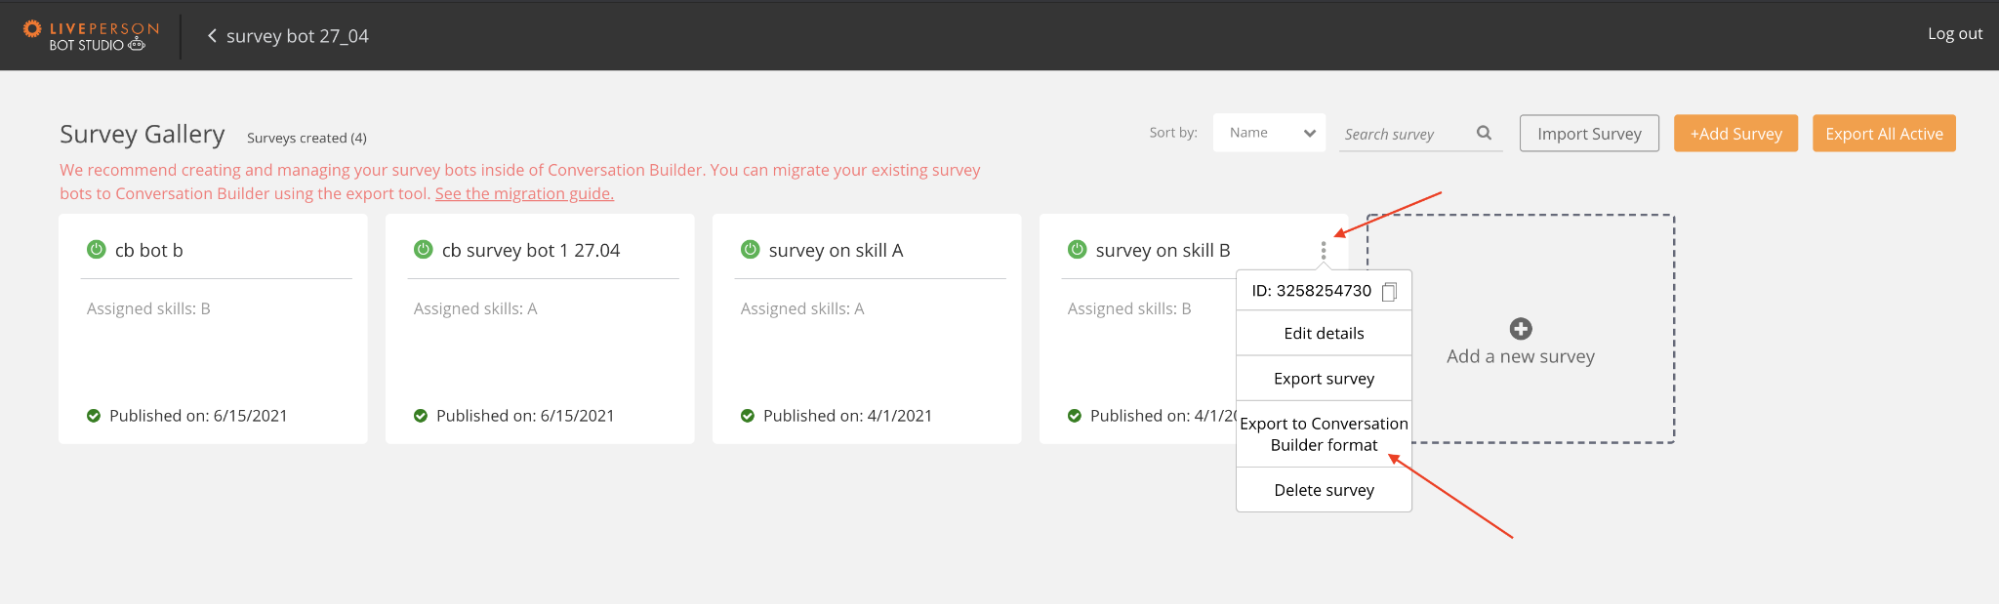 LIVEPERSON
BOT STUDIO
survey bot 27_04
Log out
Survey Gallery
Surveys created (4)
Sort by:
Name
Search survey
Import Survey
+Add Survey
Export All Active
We recommend creating and managing your survey bots inside of Conversation Builder. You can migrate your existing survey
bots to Conversation Builder using the export tool. See the migration guide.
cb bot b
Assigned skills: B
Published on: 6/15/2021
cb survey bot 1 27.04
Assigned skills: A
Published on: 6/15/2021
survey on skill A
Assigned skills: A
Published on: 4/1/2021
survey on skill B
Assigned skills: B
Published on: 4/1/20
ID: 3258254730
Edit details
Export survey
Export to Conversation
Builder format
Delete survey
Add a new survey